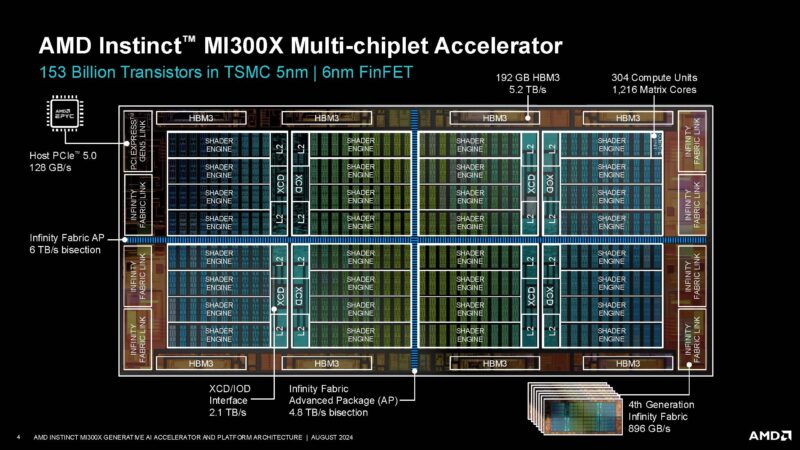 AMD Instinct™ MI300X Multi-chiplet Accelerator
153 Billion Transistors in TSMC 5nm | 6nm FinFET
192 GB HBM3
5.2 TB/s
304 Compute Units
1,216 Matrix Cores
AMD
EPYC
Host PCIe™ 5.0
128 GB/s
HBM3
HBM3
HBM3
HBM3
PCI EXPRESS™
GEN5 LINK
INFINITY
FABRIC LINK
SHADER
ENGINE
SHADER
ENGINE
SHADER
ENGINE
SHADER
ENGINE
L2
XCD
L2
L2
XCD
L2
SHADER
ENGINE
SHADER
ENGINE
SHADER
ENGINE
SHADER
ENGINE
SHADER
ENGINE
SHADER
ENGINE
SHADER
ENGINE
SHADER
ENGINE
L2
XCD
L2
L2
XCD
L2
SHADER
ENGINE
SHADER
ENGINE
SHADER
ENGINE
SHADER
ENGINE
INFINITY
FABRIC LINK
INFINITY
FABRIC LINK
Infinity Fabric AP
6 TB/s bisection
INFINITY
FABRIC LINK
INFINITY
FABRIC LINK
SHADER
ENGINE
SHADER
ENGINE
SHADER
ENGINE
SHADER
ENGINE
L2
XCD
L2
L2
XCD
L2
SHADER
ENGINE
SHADER
ENGINE
SHADER
ENGINE
SHADER
ENGINE
SHADER
ENGINE
SHADER
ENGINE
SHADER
ENGINE
SHADER
ENGINE
L2
XCD
L2
L2
XCD
L2
SHADER
ENGINE
SHADER
ENGINE
SHADER
ENGINE
SHADER
ENGINE
INFINITY
FABRIC LINK
INFINITY
FABRIC LINK
HBM3
HBM3
HBM3
HBM3
XCD/IOD
Interface
2.1 TB/s
Infinity Fabric
Advanced Package (AP)
4.8 TB/s bisection
4th Generation
Infinity Fabric
896 GB/s
4 AMD INSTINCT MI300X GENERATIVE AI ACCELERATOR AND PLATFORM ARCHITECTURE | AUGUST 2024
AMD